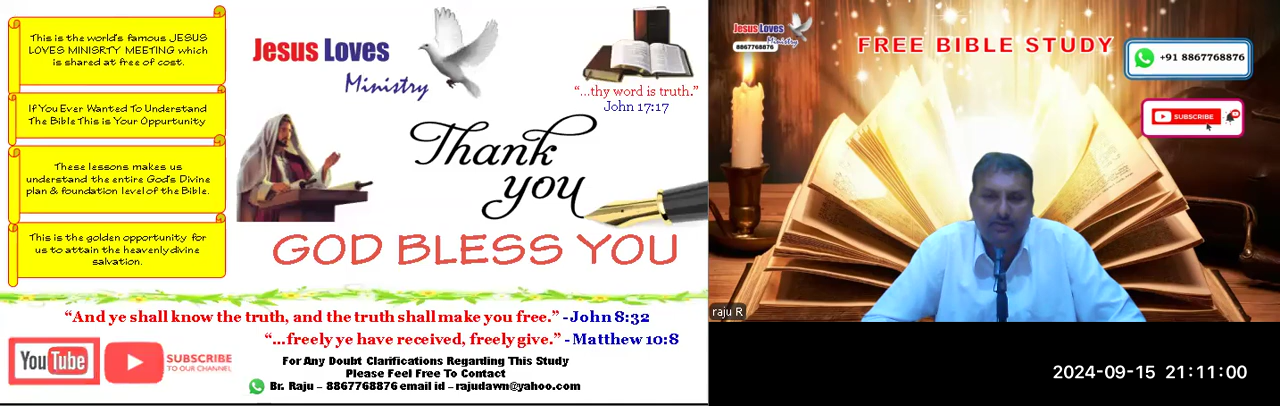 This is the world's famous JESUS
LOVES MINISRTY MEETING which
is shared at free of cost.
If You Ever Wanted To Understand
The Bible This is Your Oppurtunity
These lessons makes us
understand the entire God's Divine
plan & foundation level of the Bible.
This is the golden opportunity for
us to attain the heavenly divine
salvation.
Jesus Loves
Ministry
"...thy word is truth."
John 17:17
Thank
you
GOD BLESS YOU
"And ye shall know the truth, and the truth shall make you free." -John 8:32
"...freely ye have received, freely give." - Matthew 10:8
YouTube
SUBSCRIBE
TO OUR CHANNEL
For Any Doubt Clarifications Regarding This Study
Please Feel Free To Contact
Br. Raju – 8867768876 email id – rajudawn@yahoo.com
Jesus Loves
Ministry
8867768876
FREE BIBLE STUDY
+91 8867768876
SUBSCRIBE
raju R
2024-09-15 21:11:00